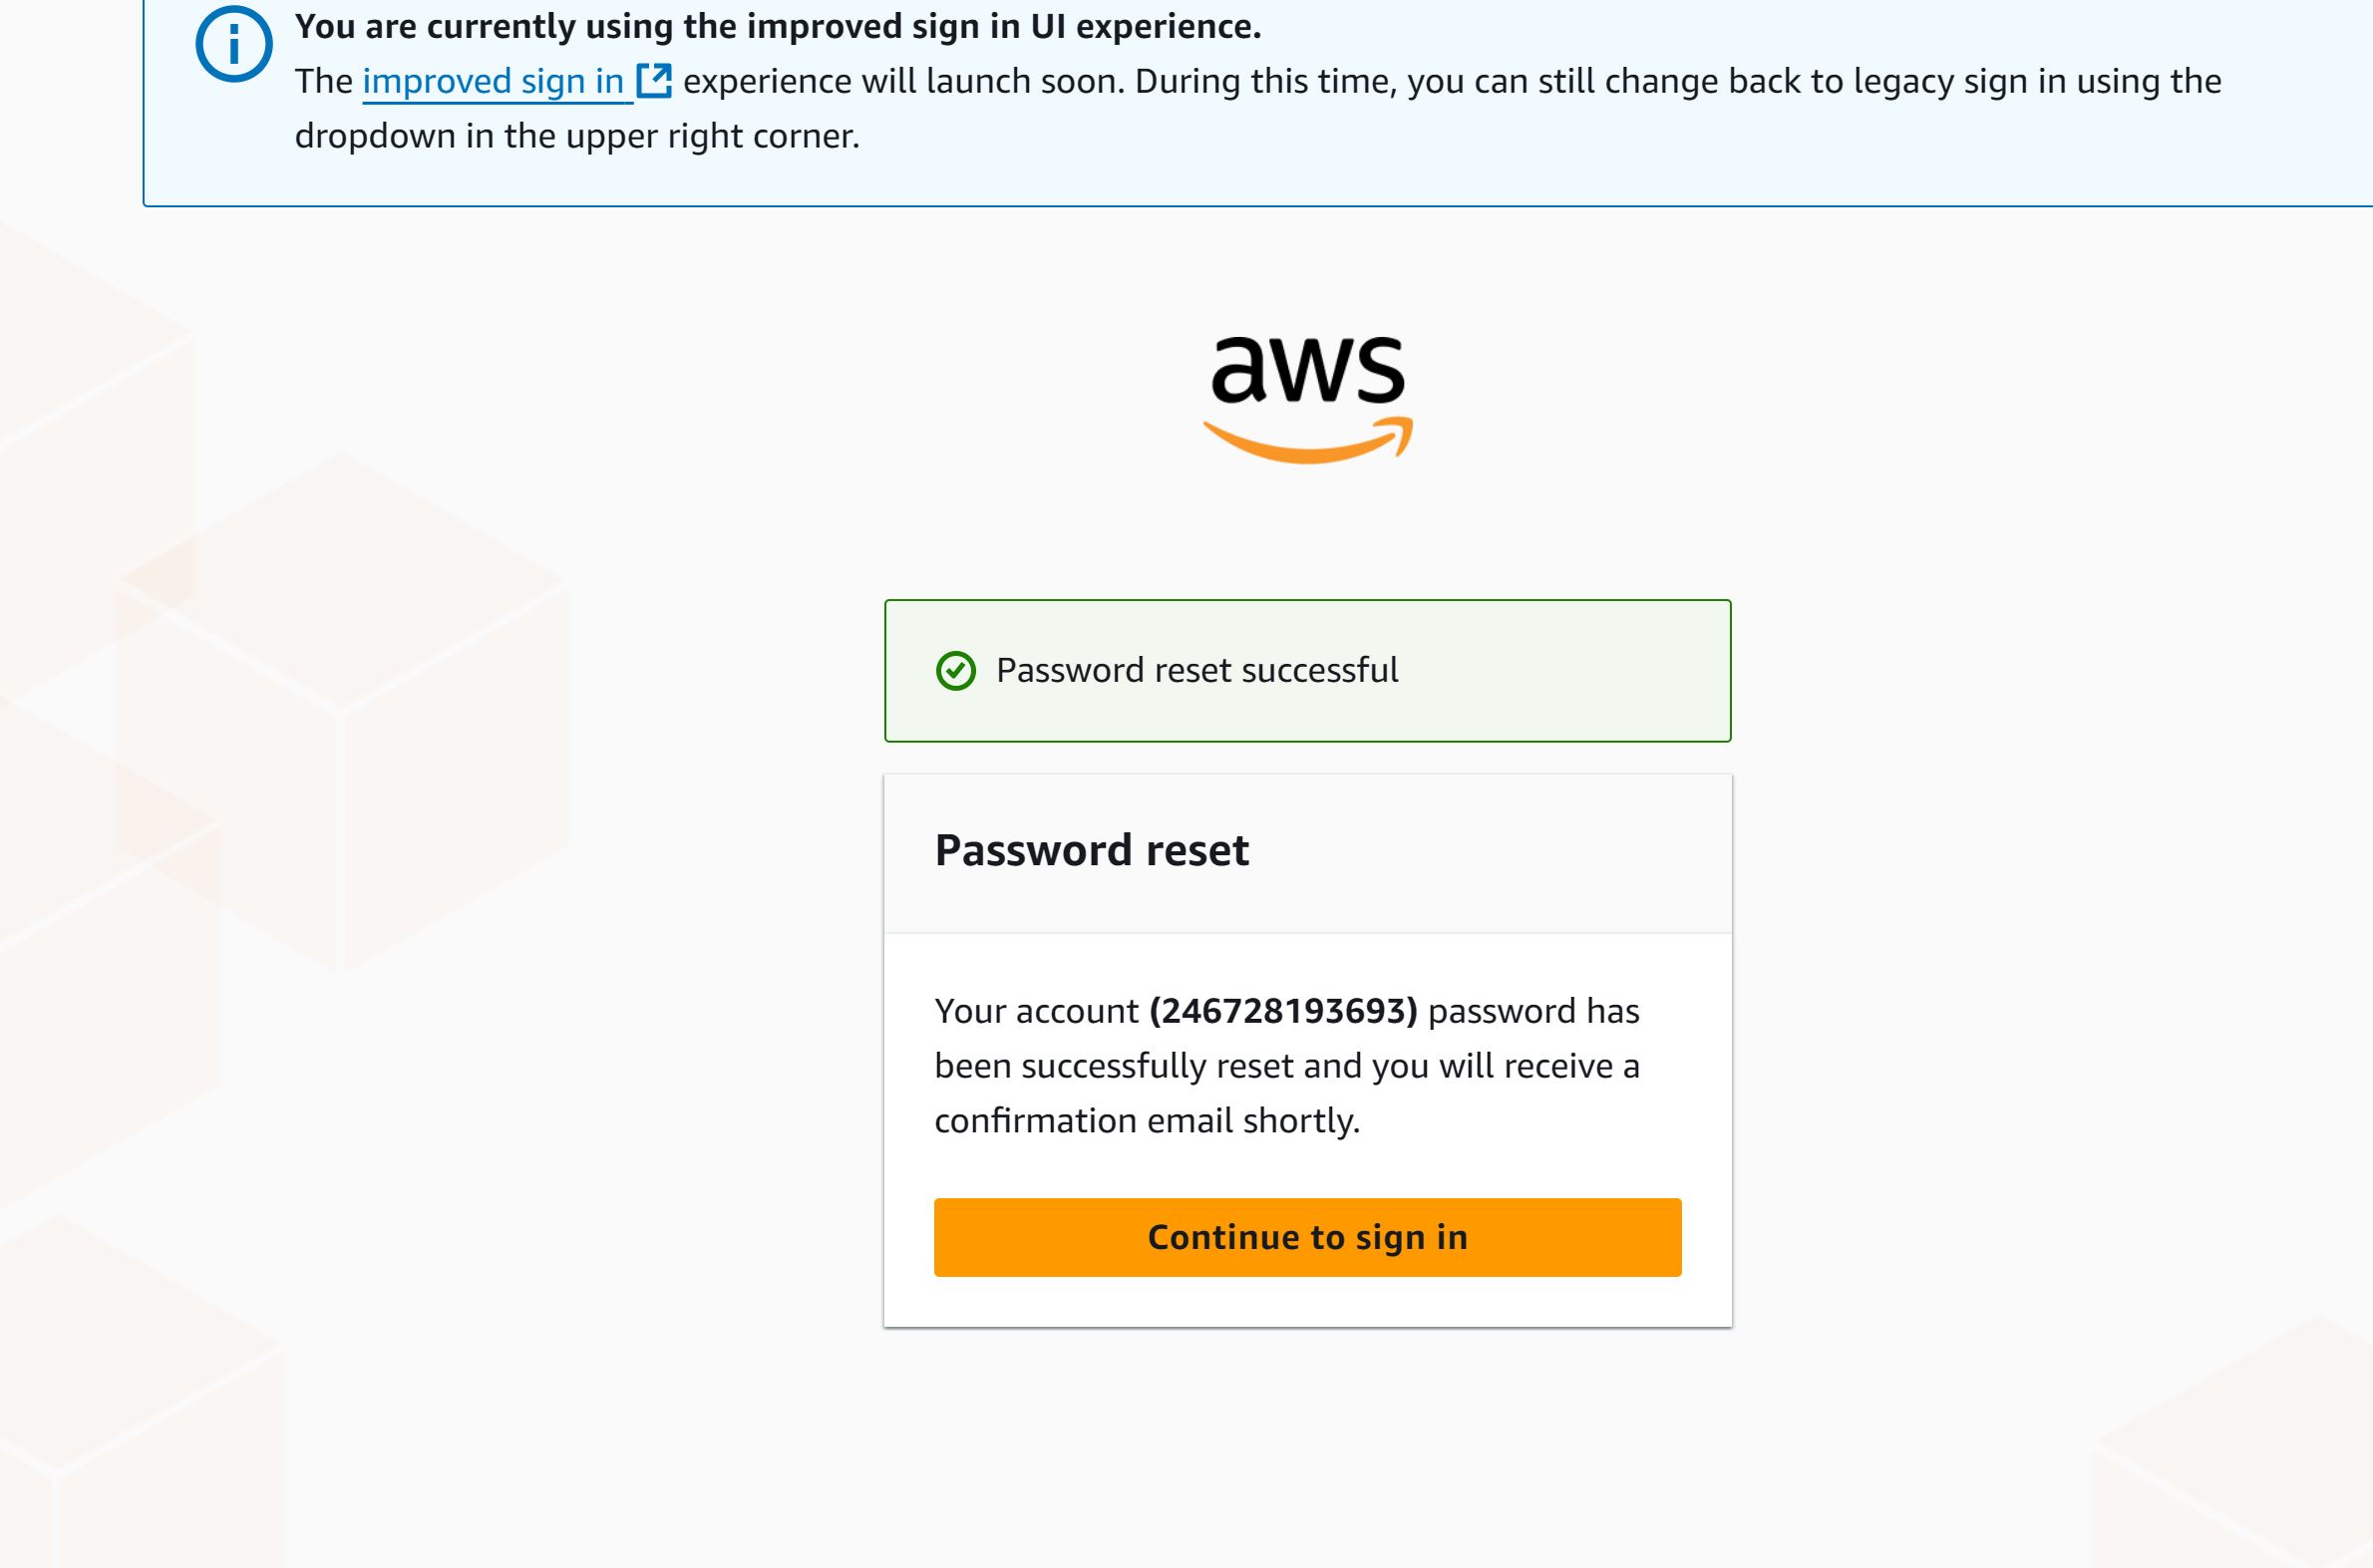 You are currently using the improved sign in UI experience.
The improved sign in experience will launch soon. During this time, you can still change back to legacy sign in using the
dropdown in the upper right corner.
aws
Password reset successful
Password reset
Your account (246728193693) password has
been successfully reset and you will receive a
confirmation email shortly.
Continue to sign in